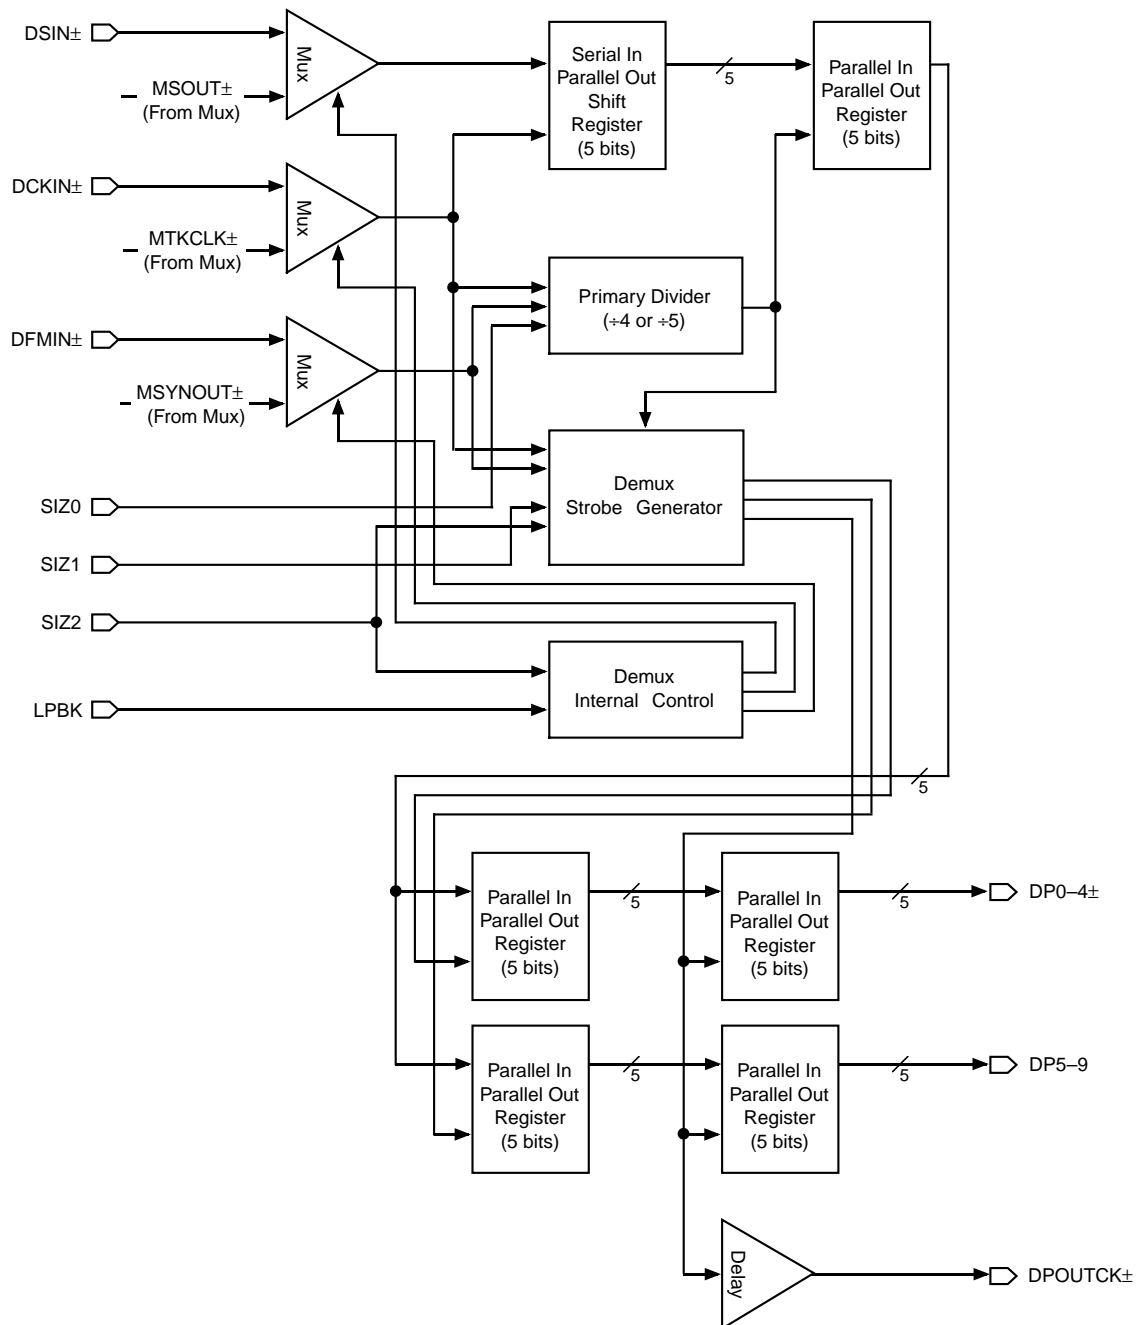 DSIN±
MSOUT±
(From Mux)
Mux
Serial In
Parallel Out
Shift
Register
(5 bits)
5
Parallel In
Parallel Out
Register
(5 bits)
DCKIN±
MTKCLK±
(From Mux)
Mux
Primary Divider
(÷4 or ÷5)
DFMIN±
MSYNOUT±
(From Mux)
Mux
Demux
Strobe Generator
SIZ0
SIZ1
SIZ2
LPBK
Demux
Internal Control
5
Parallel In
Parallel Out
Register
(5 bits)
5
Parallel In
Parallel Out
Register
(5 bits)
5
DP0–4±
Parallel In
Parallel Out
Register
(5 bits)
5
Parallel In
Parallel Out
Register
(5 bits)
5
DP5–9
Delay
DPOUTCK±